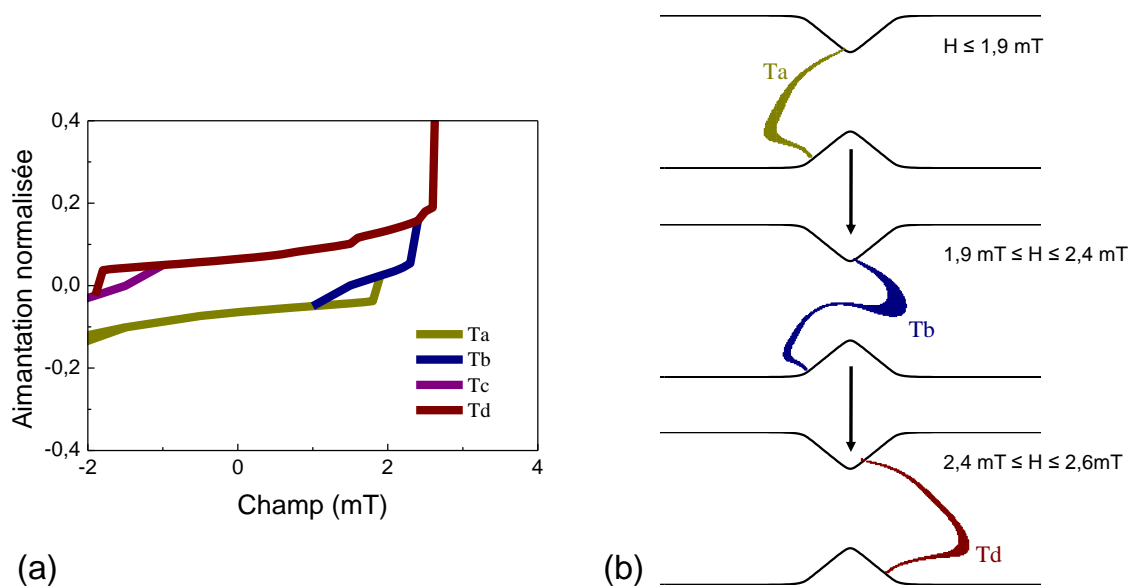 Aimantation normalisée
0,4
0,2
0,0
-0,2
-0,4
-2
0
2
4
Champ (mT)
Ta
Tb
Tc
Td
(a)
H ≤ 1,9 mT
Ta
1,9 mT ≤ H ≤ 2,4 mT
Tb
2,4 mT ≤ H ≤ 2,6mT
Td
(b)